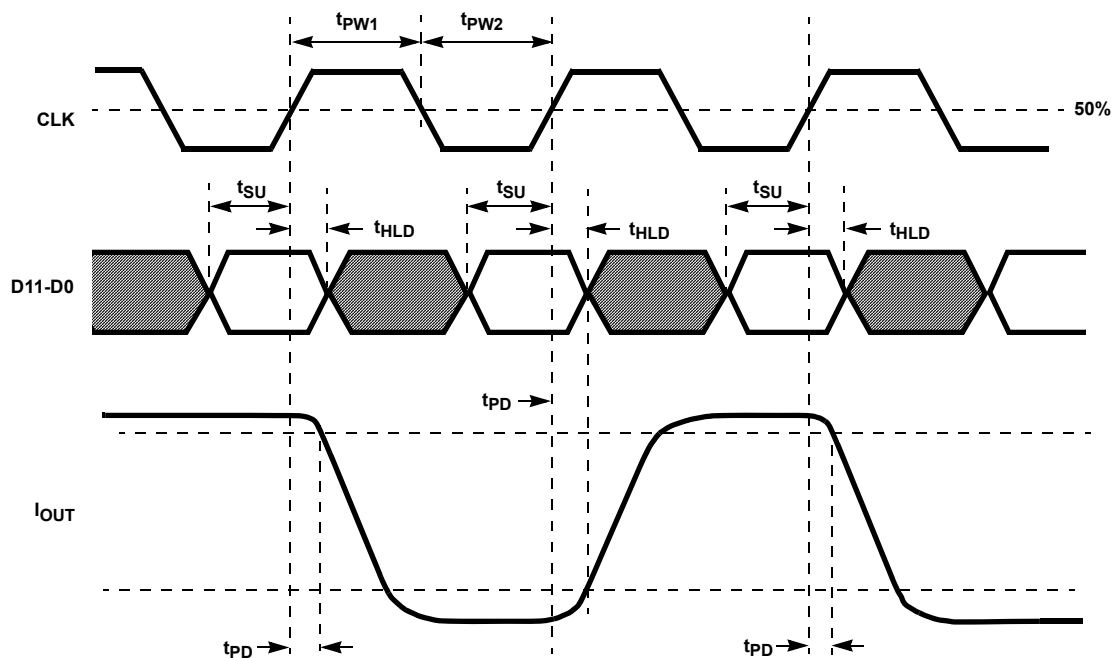 tPW1 tPW2
CLK
50%
tSU tSU tSU
tHLD tHLD tHLD
D11-D0
tPD
IOUT
tPD tPD